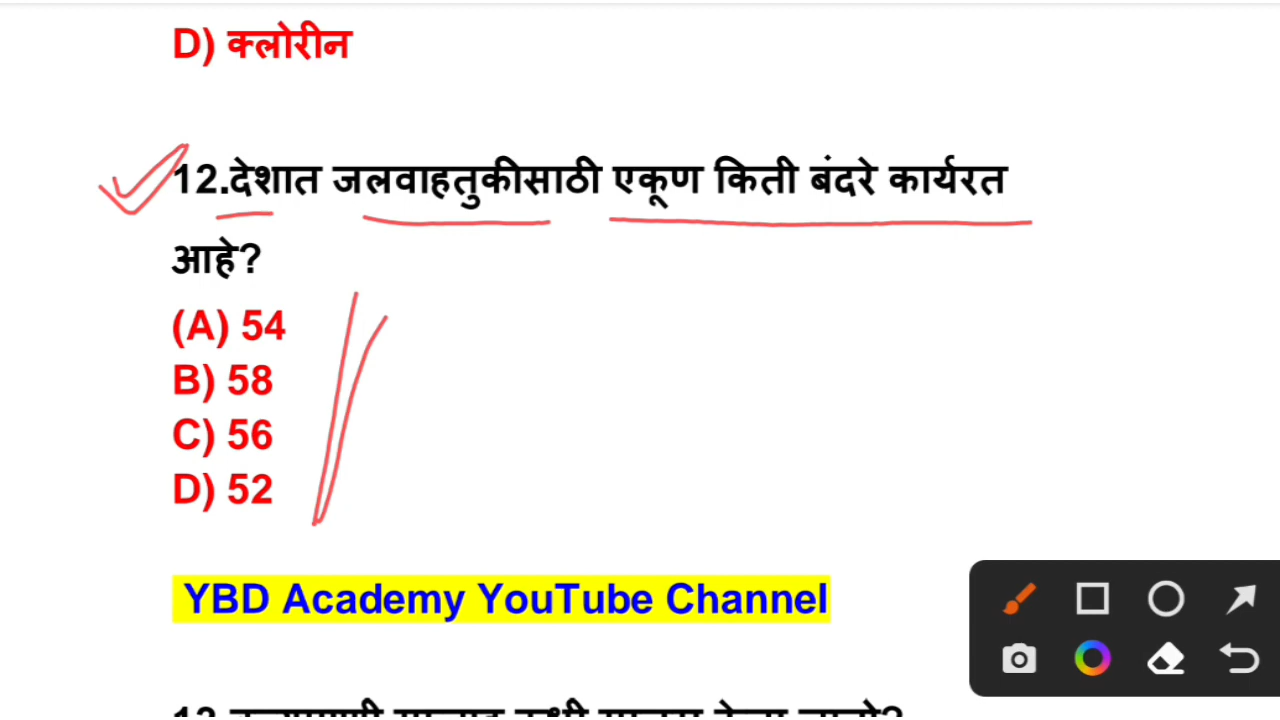 D) क्लोरीन
12.देशात जलवाहतुकीसाठी एकूण किती बंदरे कार्यरत
आहे?
(A) 54
B) 58
C) 56
D) 52
YBD Academy YouTube Channel